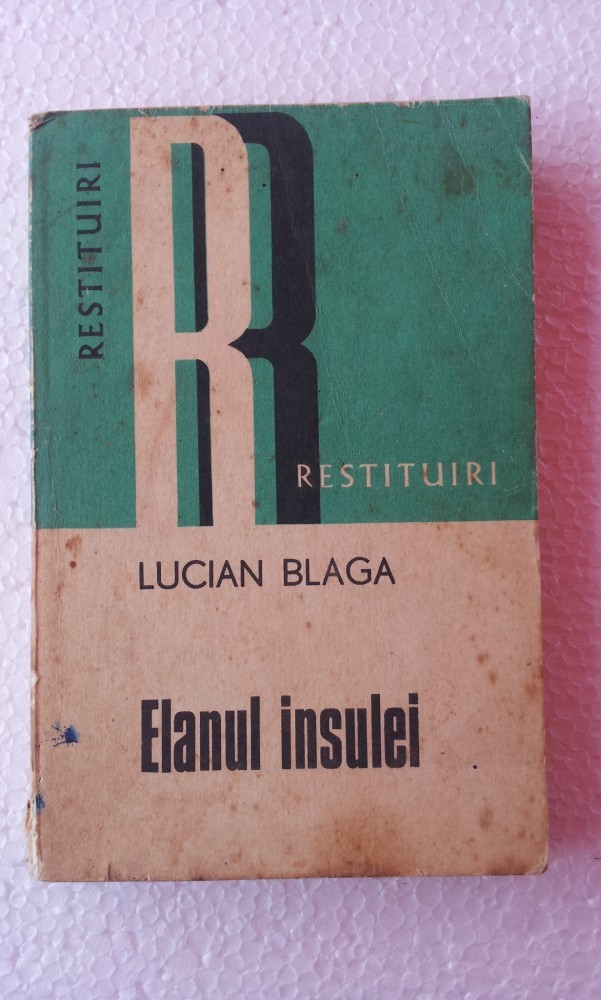 RESTITUIRI
R
RESTITUIRI
LUCIAN BLAGA
Elanul insulei